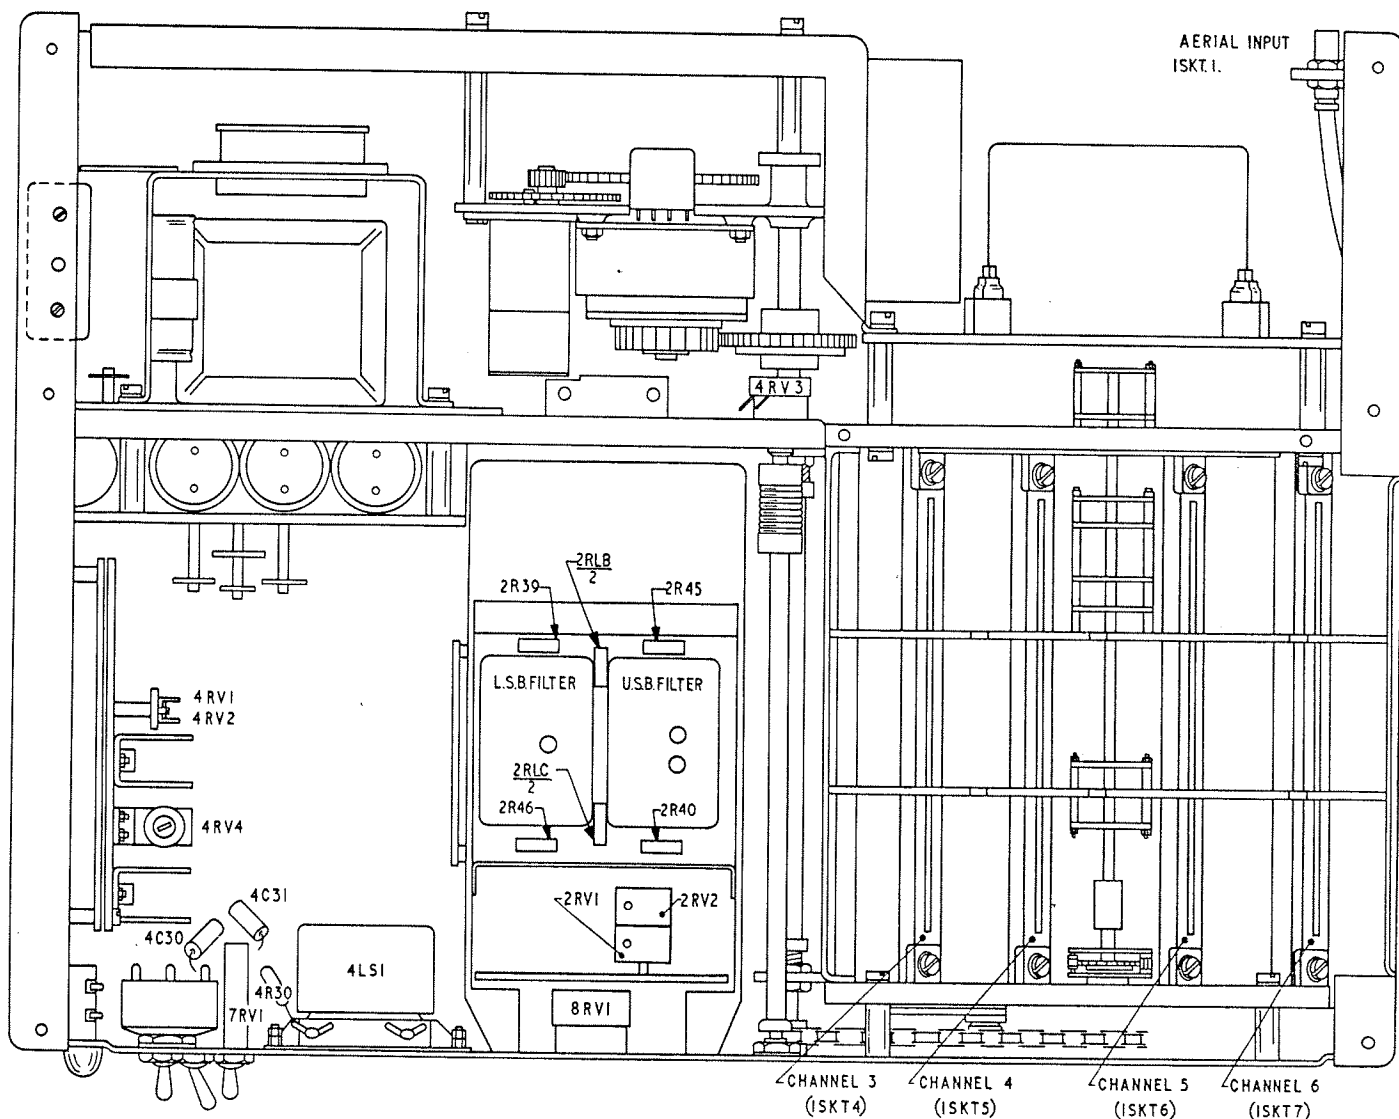 AERIAL INPUT
1SKT.1.
4RV3
2RLB
2
2R39
2R45
L.S.B.FILTER
U.S.B.FILTER
4RV1
4RV2
2RLC
2
2R46
2R40
4RV4
4C31
4C30
2RV1
2RV2
4LS1
4R30
7RV1
8RV1
CHANNEL 3
(1SKT4)
CHANNEL 4
(1SKT5)
CHANNEL 5
(1SKT6)
CHANNEL 6
(1SKT7)